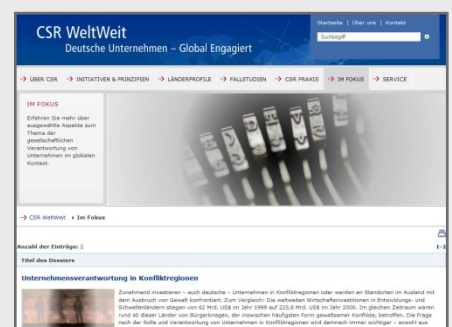 CSR WeltWeit
Deutsche Unternehmen – Global Engagiert
Startseite | Über uns | Kontakt
Suchbegriff
ÜBER CSR INITIATIVEN & PRINZIPIEN LÄNDERPROFILE FALLSTUDIEN CSR PRAXIS IM FOKUS SERVICE
IM FOKUS
Erfahren Sie mehr über
ausgewählte Aspekte zum
Thema der
gesellschaftlichen
Verantwortung von
Unternehmen im globalen
Kontext.
CSR WeltWeit Im Fokus
Anzahl der Einträge: 2
1-2
Titel des Dossiers
Unternehmensverantwortung in Konfliktregionen
Zunehmend investieren – auch deutsche – Unternehmen in Konfliktregionen oder werden an Standorten im Ausland mit
dem Ausbruch von Gewalt konfrontiert. Zum Vergleich: Die weltweiten Wirtschaftsinvestitionen in Entwicklungs- und
Schwellenländern stiegen von 62 Mrd. US$ im Jahr 1999 auf 225,8 Mrd. US$ im Jahr 2000. Im gleichen Zeitraum waren
rund 40 dieser Länder von Bürgerkriegen, der inzwischen häufigsten Form gewaltsamer Konflikte, betroffen. Die Frage
nach der Rolle und Verantwortung von Unternehmen in Konfliktregionen wird demnach immer wichtiger – sowohl aus